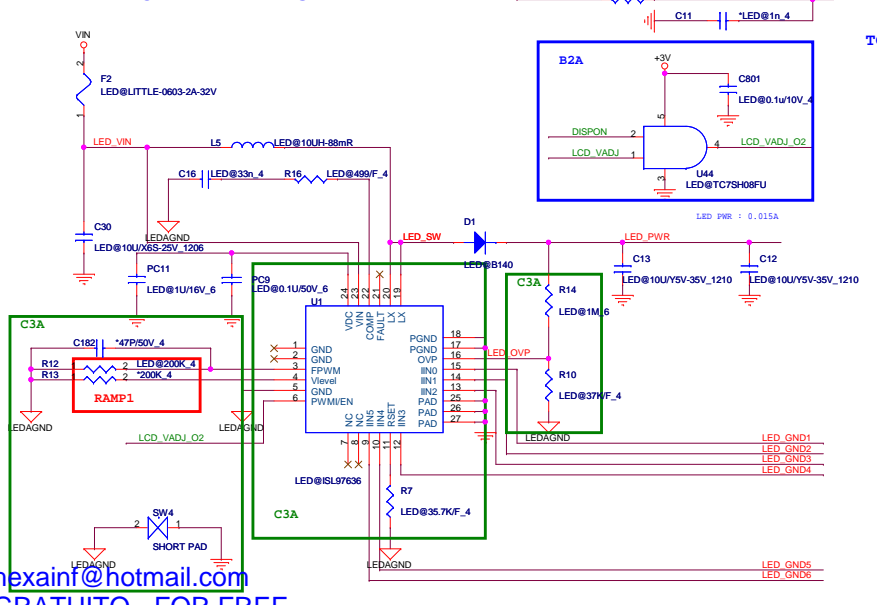 C11
*LED@1n_4
VIN
2
F2
LED@LITTLE-0603-2A-32V
1
LED_VIN
L5
LED@10UH-88mR
C16
LED@33n_4
R16
LED@499/F_4
LEDAGND
C30
LED@10U/X6S-25V_1206
PC11
LED@1U/16V_6
PC9
LED@0.1U/50V_6
B2A
+3V
C801
LED@0.1u/10V_4
5
DISPON
2
LCD_VADJ
1
4
LCD_VADJ_O2
3
U44
LED@TC7SH08FU
LED PWR : 0.015A
D1
LED_SW
LED@B140
LED_PWR
C13
LED@10U/Y5V-35V_1210
C12
LED@10U/Y5V-35V_1210
C3A
R14
LED@1M_6
LED_OVP
R10
LED@37K/F_4
LEDAGND
U1
24
23
22
21
20
19
VDC
VIN
COMP
FAULT
LX
LX
1
GND
2
GND
3
FPWM
4
Vlevel
5
GND
6
PWMI/EN
PGND
18
PGND
17
OVP
16
IIN0
15
IIN1
14
IIN2
13
PAD
25
PAD
26
PAD
27
NC
NC
IIN5
IIN4
RSET
IIN3
7
8
9
10
11
12
LED@ISL97636
C3A
R7
LED@35.7K/F_4
LEDAGND
C3A
C182
*47P/50V_4
R12
2
LED@200K_4
R13
2
*200K_4
RAMP1
LEDAGND
LEDAGND
LCD_VADJ_O2
SW4
2
1
SHORT PAD
LEDAGND
LED_GND1
LED_GND2
LED_GND3
LED_GND4
LED_GND5
LED_GND6
hexainf@hotmail.com
GRATUITO - FOR FREE